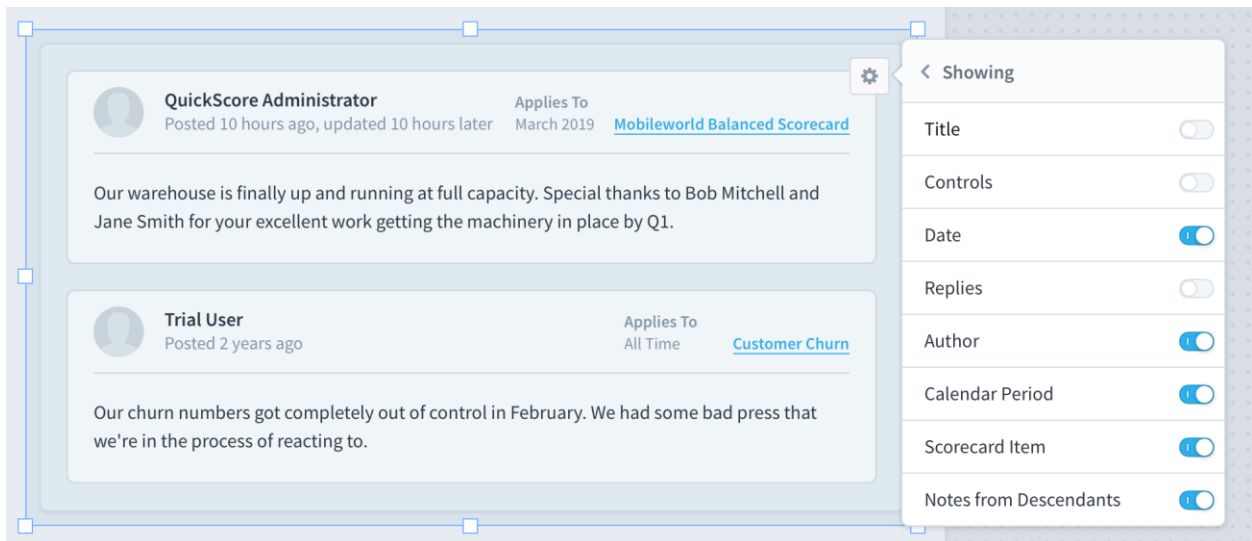 QuickScore Administrator
Posted 10 hours ago, updated 10 hours later
Applies To
March 2019
Mobileworld Balanced Scorecard
Our warehouse is finally up and running at full capacity. Special thanks to Bob Mitchell and
Jane Smith for your excellent work getting the machinery in place by Q1.
Trial User
Posted 2 years ago
Applies To
All Time
Customer Churn
Our churn numbers got completely out of control in February. We had some bad press that
we're in the process of reacting to.
Showing
Title
Controls
Date
Replies
Author
Calendar Period
Scorecard Item
Notes from Descendants